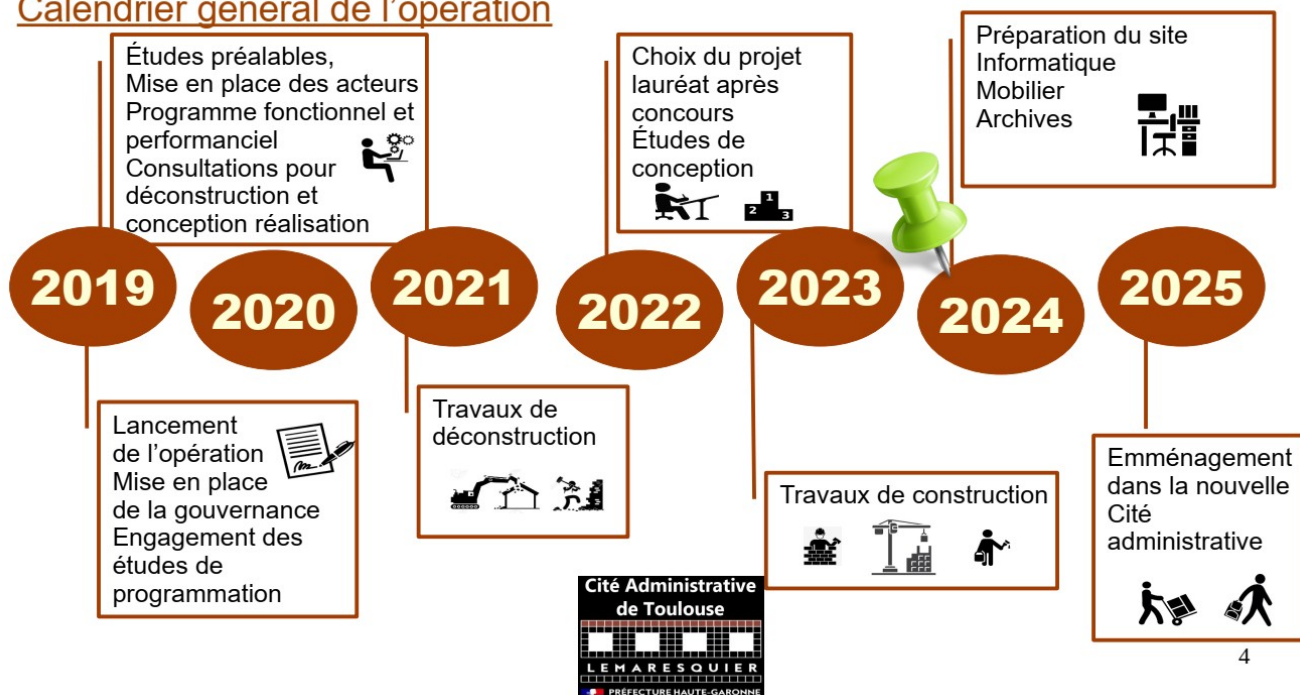 Calendrier général de l'opération
Études préalables,
Mise en place des acteurs
Programme fonctionnel et
performanciel
Consultations pour
déconstruction et
conception réalisation
Choix du projet
lauréat après
concours
Études de
conception
1
2
3
Préparation du site
Informatique
Mobilier
Archives
2019
2020
2021
2022
2023
2024
2025
Lancement
de l'opération
Mise en place
de la gouvernance
Engagement des
études de
programmation
Travaux de
déconstruction
Travaux de construction
Emménagement
dans la nouvelle
Cité
administrative
Cité Administrative
de Toulouse
LEMARESQUIER
PRÉFECTURE HAUTE-GARONNE
4